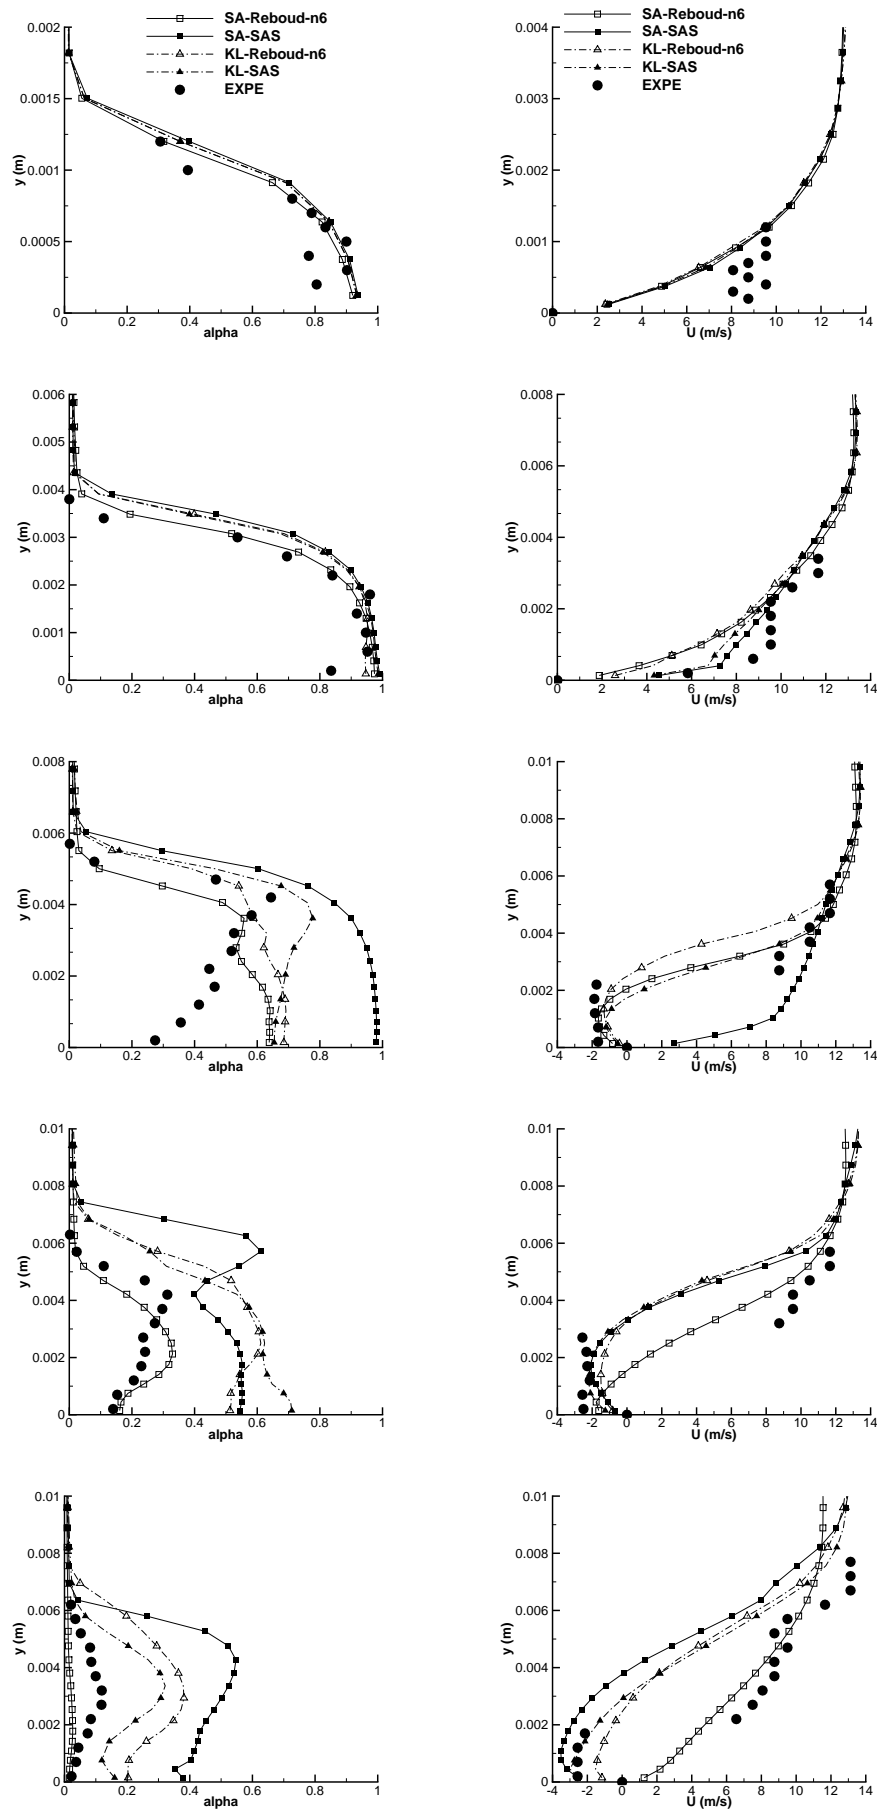 SA-Reboud-n6
SA-SAS
KL-Reboud-n6
KL-SAS
EXPE
0.002
0.0015
0.001
0.0005
0
y (m)
0 0.2 0.4 0.6 0.8 1
alpha
SA-Reboud-n6
SA-SAS
KL-Reboud-n6
KL-SAS
EXPE
0.004
0.003
0.002
0.001
0
y (m)
0 2 4 6 8 10 12 14
U (m/s)
0.006
0.005
0.004
0.003
0.002
0.001
0
y (m)
0 0.2 0.4 0.6 0.8 1
alpha
0.008
0.006
0.004
0.002
0
y (m)
0 2 4 6 8 10 12 14
U (m/s)
0.008
0.006
0.004
0.002
0
y (m)
0 0.2 0.4 0.6 0.8 1
alpha
0.01
0.008
0.006
0.004
0.002
0
y (m)
-4 -2 0 2 4 6 8 10 12 14
U (m/s)
0.01
0.008
0.006
0.004
0.002
0
y (m)
0 0.2 0.4 0.6 0.8 1
alpha
0.01
0.008
0.006
0.004
0.002
0
y (m)
-4 -2 0 2 4 6 8 10 12 14
U (m/s)
0.01
0.008
0.006
0.004
0.002
0
y (m)
0 0.2 0.4 0.6 0.8 1
alpha
0.01
0.008
0.006
0.004
0.002
0
y (m)
-4 -2 0 2 4 6 8 10 12 14
U (m/s)